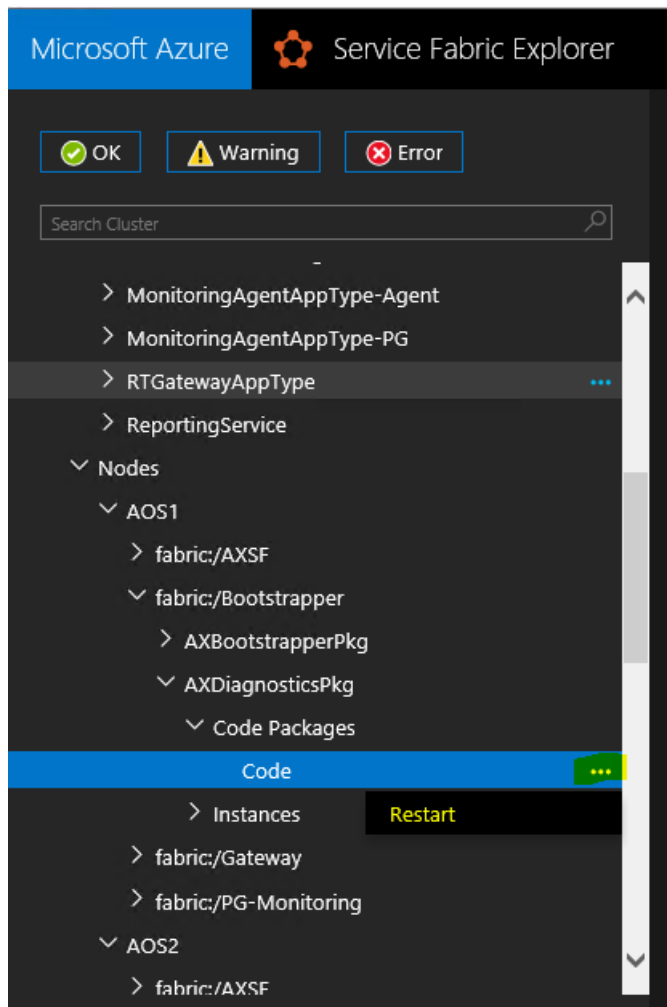 Microsoft Azure Service Fabric Explorer
OK Warning Error
Search Cluster
MonitoringAgentAppType-Agent
MonitoringAgentAppType-PG
RTGatewayAppType ...
ReportingService
Nodes
AOS1
fabric:/AXSF
fabric:/Bootstrapper
AXBootstrapperPkg
AXDiagnosticsPkg
Code Packages
Code ...
Instances Restart
fabric:/Gateway
fabric:/PG-Monitoring
AOS2
fabric:/AXSF